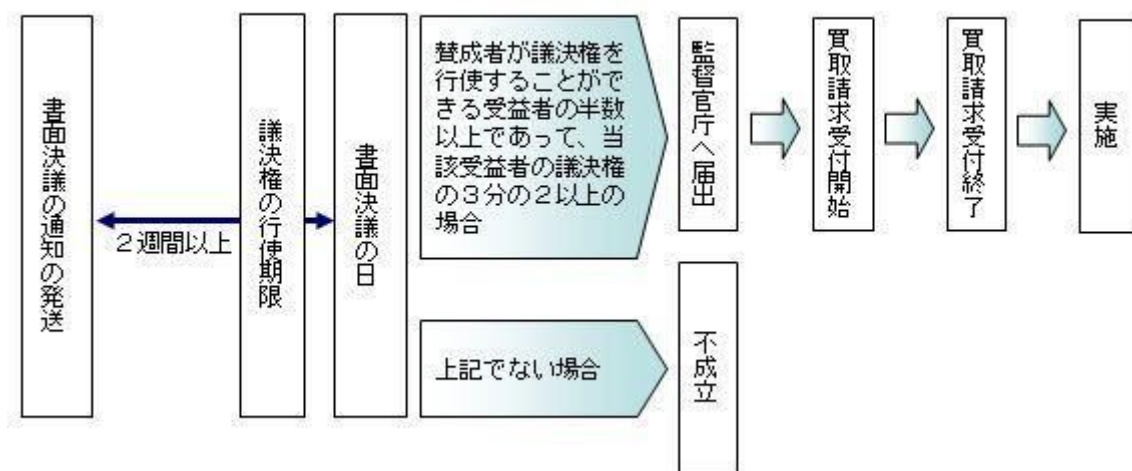 書面決議の通知の発送
２週間以上
議決権の行使期限
書面決議の日
賛成者が議決権を
行使することがで
きる受益者の半数
以上であって、当
該受益者の議決権
の３分の２以上の
場合
監督官庁へ届出
買取請求受付開始
買取請求受付終了
実施
上記でない場合
不成立